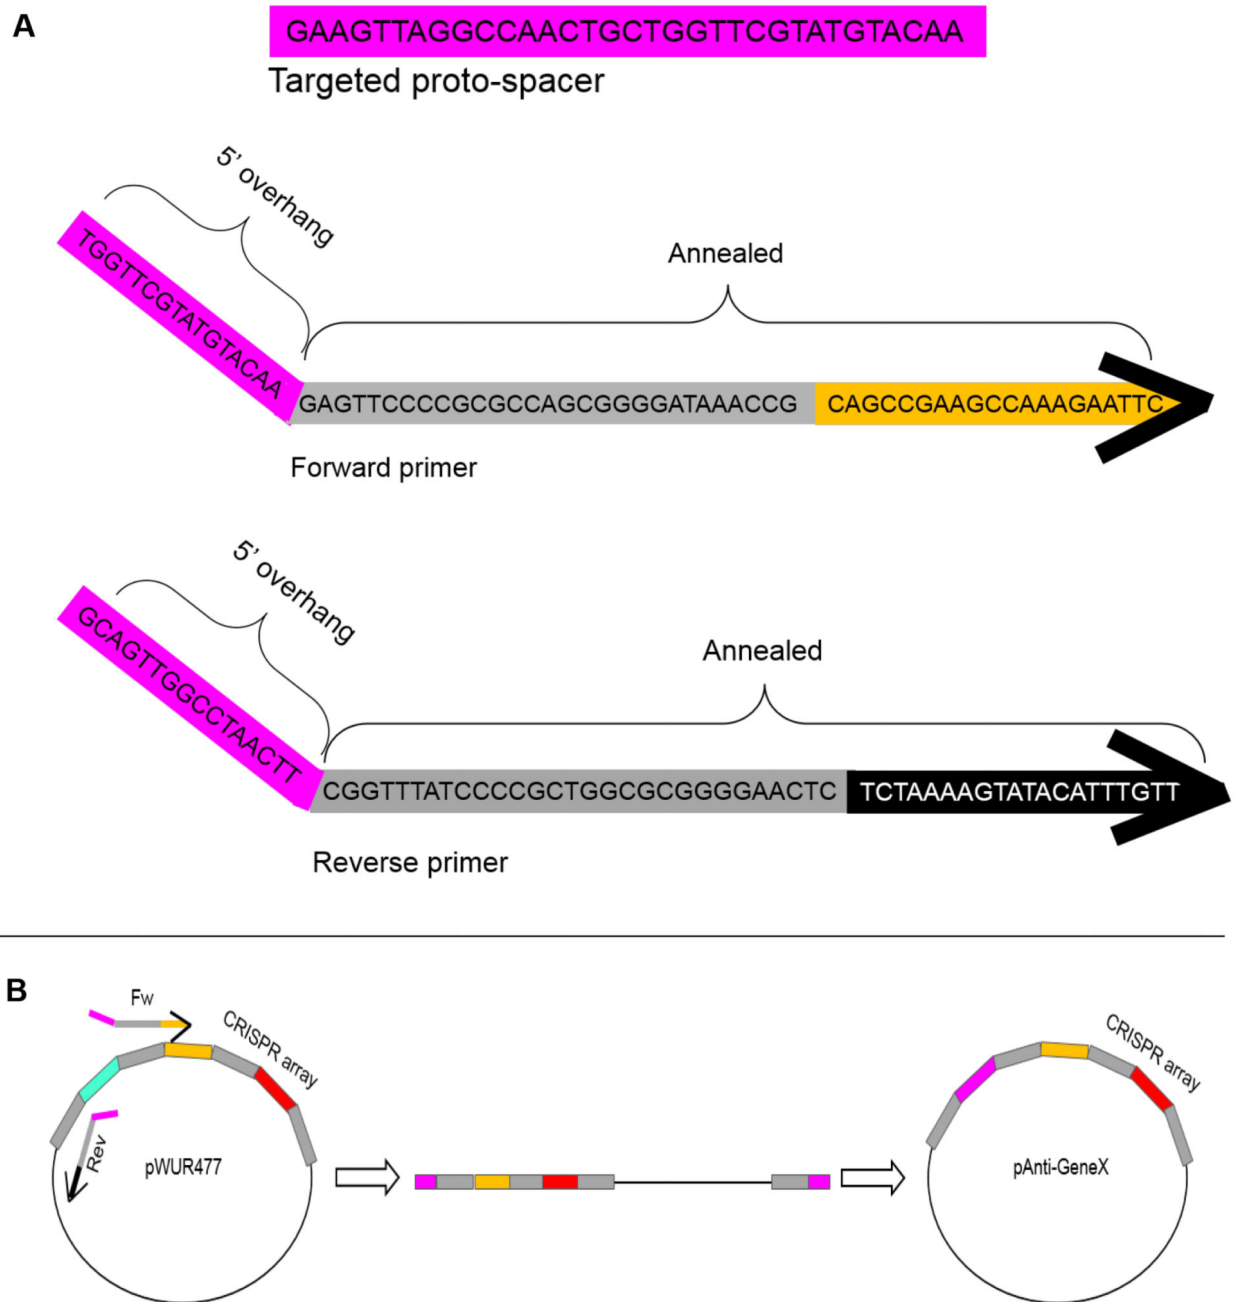 A
GAAGTTAGGCCAACTGCTGGTTCGTATGTACAA
Targeted proto-spacer
5' overhang
Annealed
TGGTTCGTATGTACAA
GAGTTCCCCGCGCCAGCGGGGATAAACCG CAGCCGAAGCCAAAGAATTC
Forward primer
5' overhang
Annealed
GCAGTTGGCCTAACTT
CGGTTTATCCCCGCTGGCGCGGGGAACTC TCTAAAAGTATACATTTGTT
Reverse primer
B
Fw
CRISPR array
Rev
pWUR477
CRISPR array
pAnti-GeneX